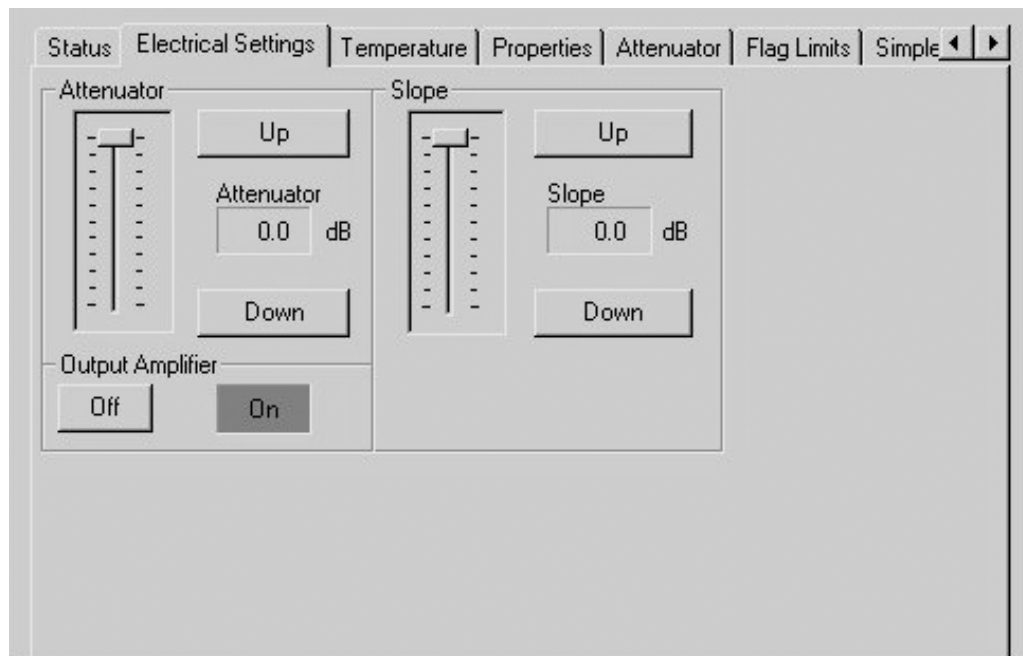 Status Electrical Settings Temperature Properties Attenuator Flag Limits Simple
Attenuator
Up
Attenuator
0.0 dB
Down
Output Amplifier
Off On
Slope
Up
Slope
0.0 dB
Down